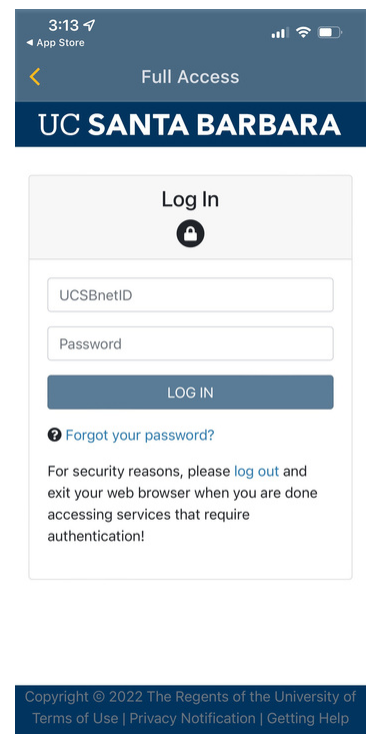 3:13
App Store
Full Access
UC SANTA BARBARA
Log In
UCSBnetID
Password
LOG IN
Forgot your password?
For security reasons, please log out and
exit your web browser when you are done
accessing services that require
authentication!
Copyright © 2022 The Regents of the University of
Terms of Use | Privacy Notification | Getting Help